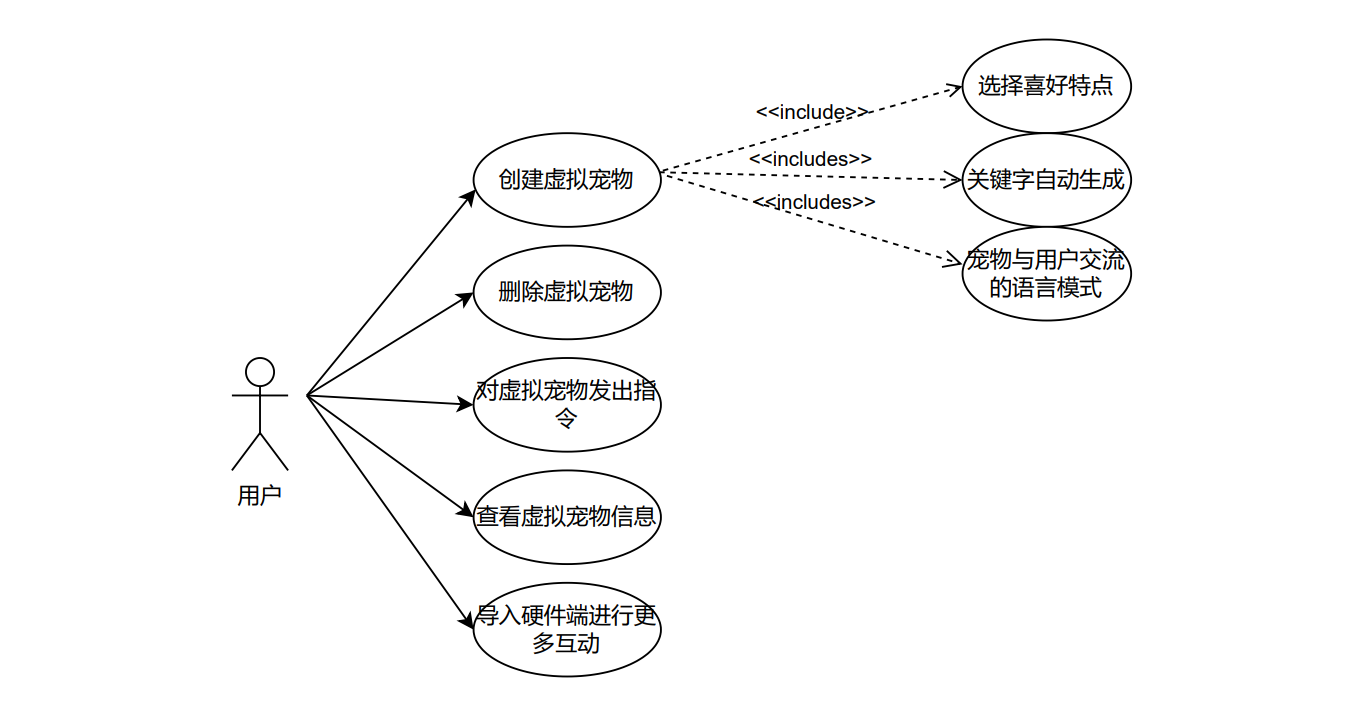 选择喜好特点
<<include>>
创建虚拟宠物
<<includes>>
关键字自动生成
<<includes>>
宠物与用户交流
的语言模式
删除虚拟宠物
对虚拟宠物发出指
令
用户
查看虚拟宠物信息
导入硬件端进行更
多互动